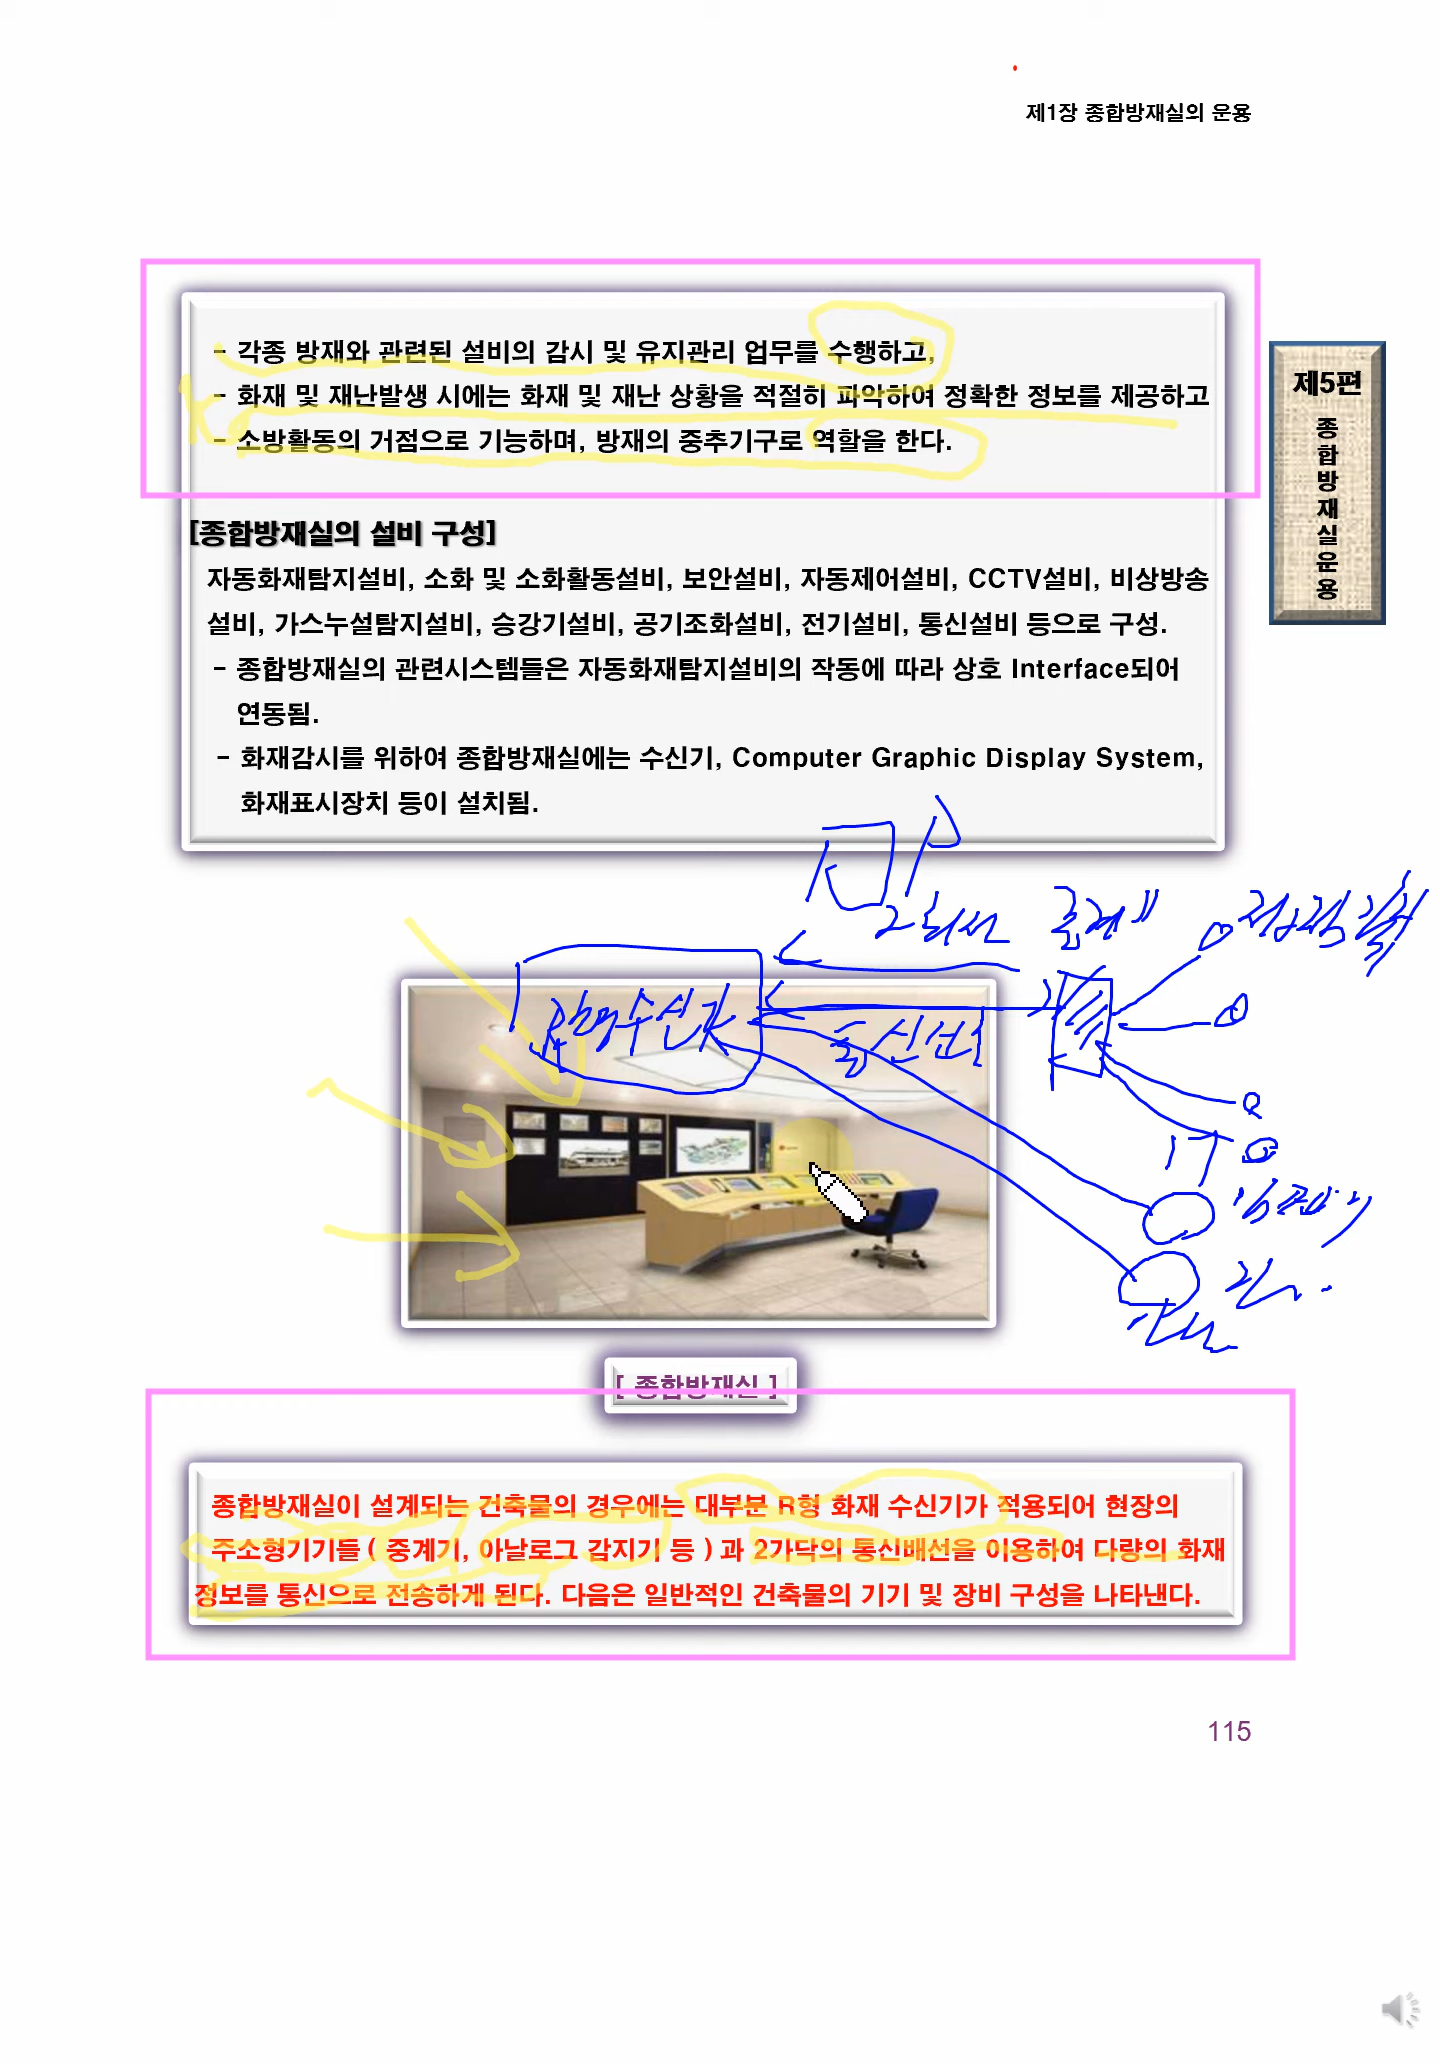 제1장 종합방재실의 운용
- 각종 방재와 관련된 설비의 감시 및 유지관리 업무를 수행하고,
- 화재 및 재난발생 시에는 화재 및 재난 상황을 적절히 파악하여 정확한 정보를 제공하고
- 소방활동의 거점으로 기능하며, 방재의 중추기구로 역할을 한다.
제5편
종합방재실운용
[종합방재실의 설비 구성]
자동화재탐지설비, 소화 및 소화활동설비, 보안설비, 자동제어설비, CCTV설비, 비상방송
설비, 가스누설탐지설비, 승강기설비, 공기조화설비, 전기설비, 통신설비 등으로 구성.
- 종합방재실의 관련시스템들은 자동화재탐지설비의 작동에 따라 상호 Interface되어
연동됨.
- 화재감시를 위하여 종합방재실에는 수신기, Computer Graphic Display System,
화재표시장치 등이 설치됨.
R형수신기
통신선
[ 종합방재실 ]
종합방재실이 설계되는 건축물의 경우에는 대부분 R형 화재 수신기가 적용되어 현장의
주소형기기들 ( 중계기, 아날로그 감지기 등 ) 과 2가닥의 통신배선을 이용하여 다량의 화재
정보를 통신으로 전송하게 된다. 다음은 일반적인 건축물의 기기 및 장비 구성을 나타낸다.
115